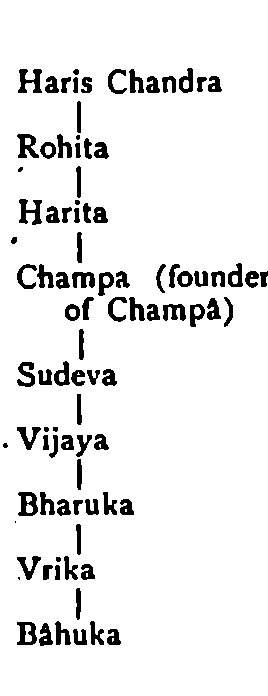 Haris Chandra
Rohita
Harita
Champa (founder
of Champâ)
Sudeva
Vijaya
Bharuka
Vrika
Bâhuka